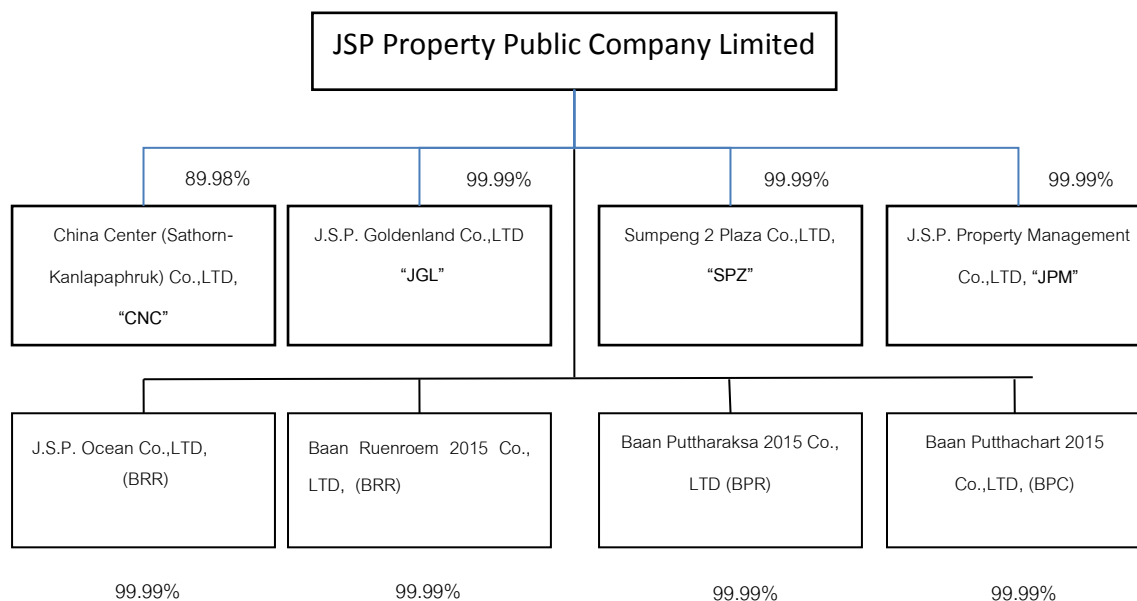 JSP Property Public Company Limited
89.98%
99.99%
99.99%
99.99%
China Center (Sathorn-
Kanlapaphruk) Co.,LTD,
“CNC”
J.S.P. Goldenland Co.,LTD
“JGL”
Sumpeng 2 Plaza Co.,LTD,
“SPZ”
J.S.P. Property Management
Co.,LTD, “JPM”
J.S.P. Ocean Co.,LTD,
(BRR)
Baan Ruenroem 2015 Co.,
LTD, (BRR)
Baan Puttharaksa 2015 Co.,
LTD (BPR)
Baan Putthachart 2015
Co.,LTD, (BPC)
99.99%
99.99%
99.99%
99.99%